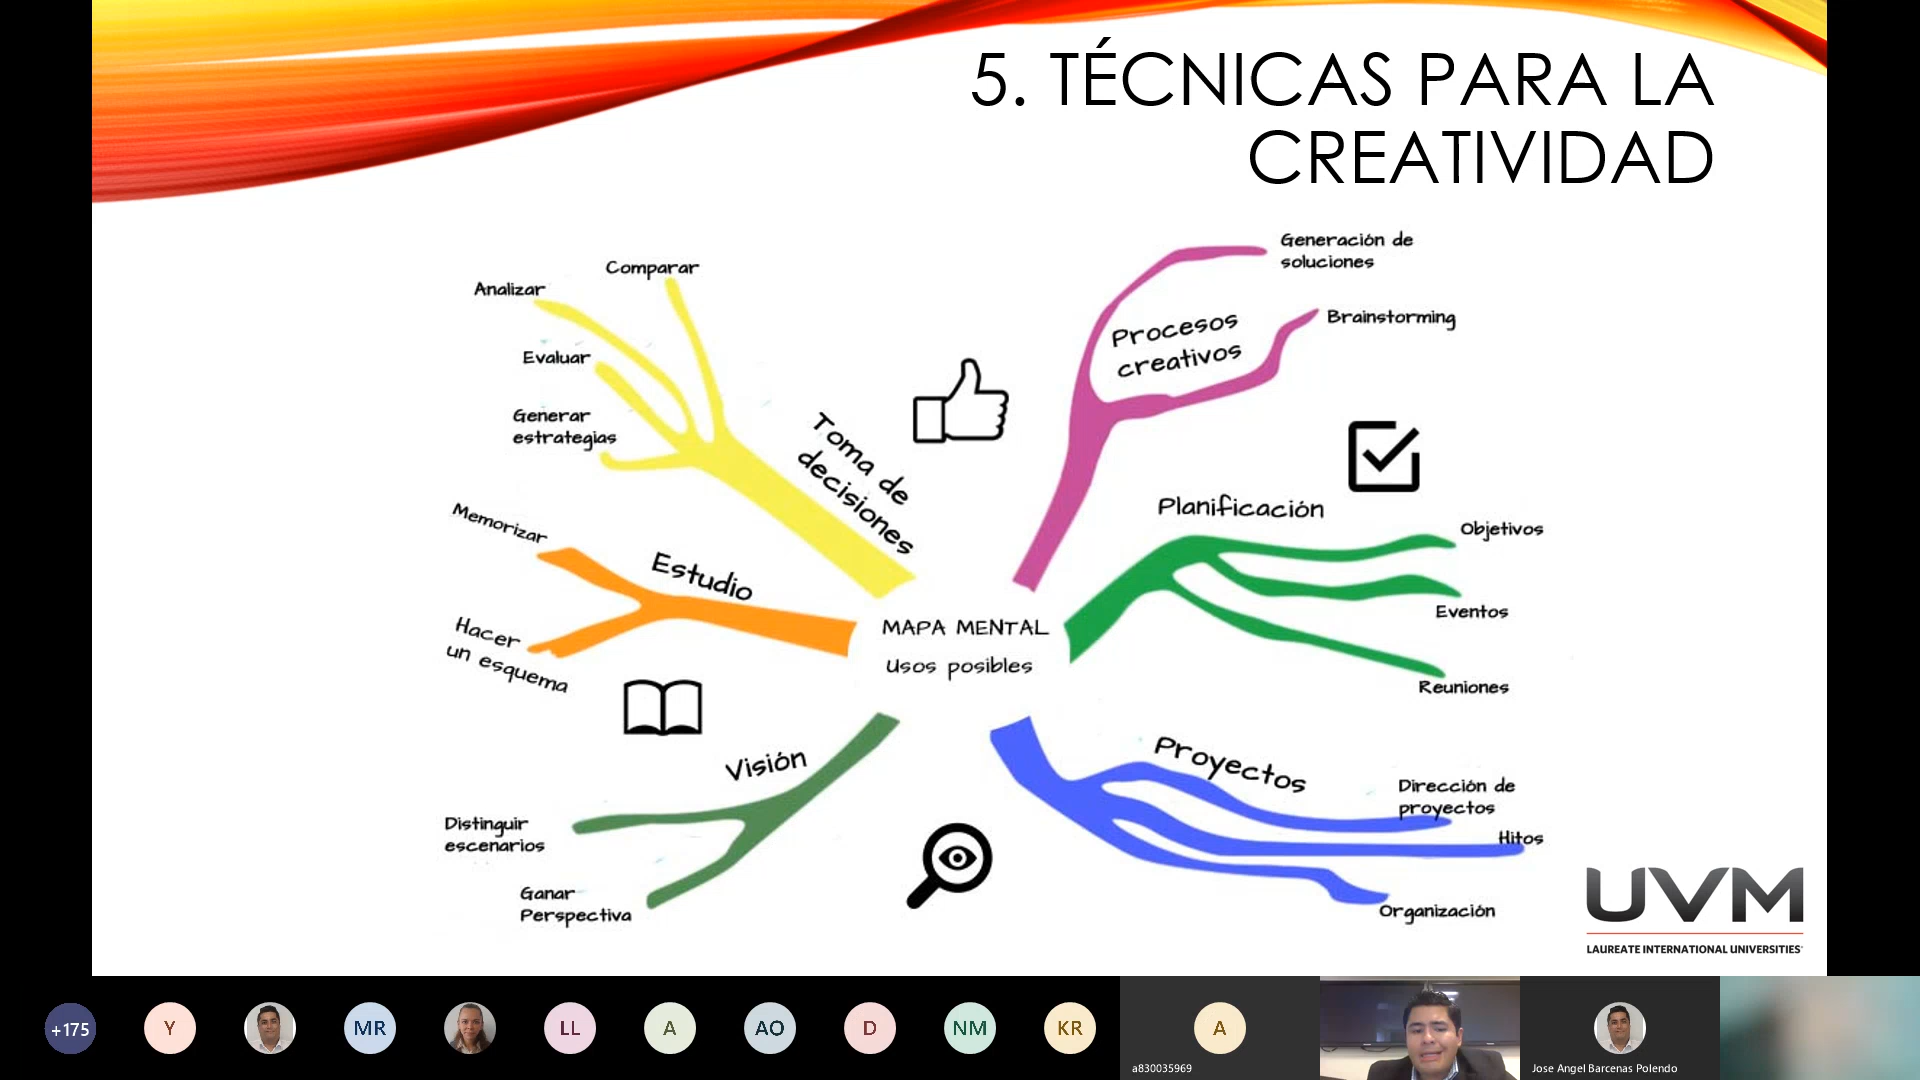 5. TÉCNICAS PARA LA
CREATIVIDAD
Comparar
Analizar
Evaluar
Generar
estrategias
Toma de
decisiones
Memorizar
Estudio
Hacer
un esquema
Visión
Distinguir
escenarios
Ganar
Perspectiva
MAPA MENTAL
Usos posibles
Generación de
soluciones
Procesos
creativos
Brainstorming
Planificación
Objetivos
Eventos
Reuniones
Proyectos
Dirección de
proyectos
Hitos
Organización
UVM
LAUREATE INTERNATIONAL UNIVERSITIES
+175
Y
MR
LL
A
AO
D
NM
KR
A
a830035969
Jose Angel Barcenas Polendo